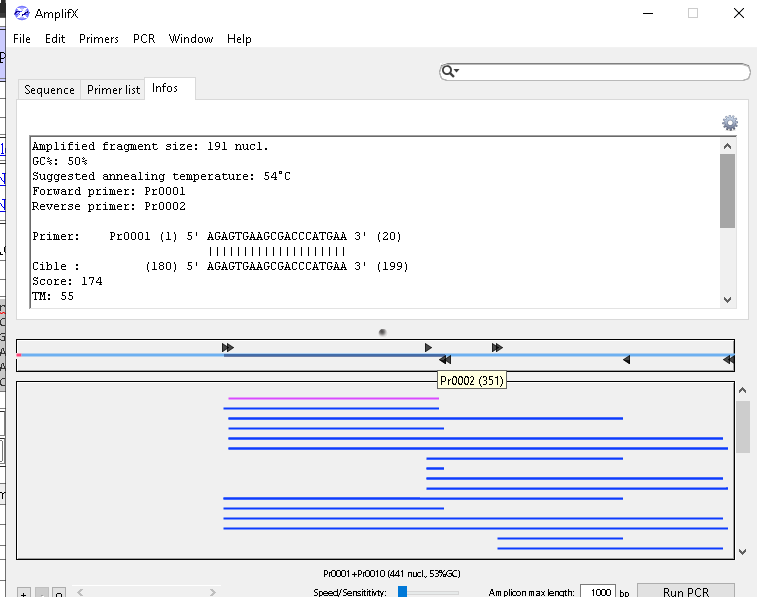 AmplifX
File Edit Primers PCR Window Help
Sequence Primer list Infos
Amplified fragment size: 191 nucl.
GC%: 50%
Suggested annealing temperature: 54°C
Forward primer: Pr0001
Reverse primer: Pr0002
Primer: Pr0001 (1) 5' AGAGTGAAGCGACCCATGAA 3' (20)
||||||||||||||||||||
Cible : (180) 5' AGAGTGAAGCGACCCATGAA 3' (199)
Score: 174
TM: 55
Pr0002 (351)
Pr0001+Pr0010 (441 nucl., 53%GC)
Speed/Sensititivty: Amplicon max length: 1000 bp Run PCR